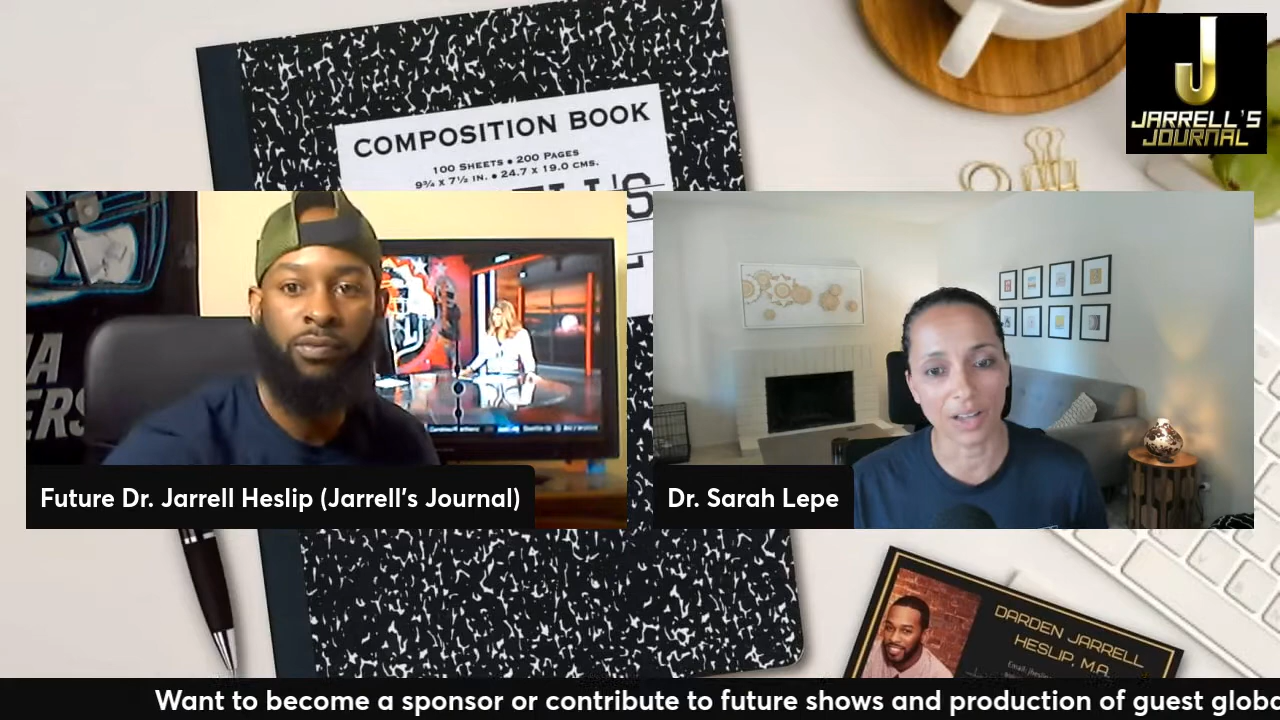 COMPOSITION BOOK
100 SHEETS • 200 PAGES
9¾ X 7½ IN. • 24.7 X 19.0 CMS.
J
JARRELL'S
JOURNAL
Future Dr. Jarrell Heslip (Jarrell's Journal)
Dr. Sarah Lepe
DARDEN JARRELL
HESLIP, M.A.
Email:
Want to become a sponsor or contribute to future shows and production of guest globa